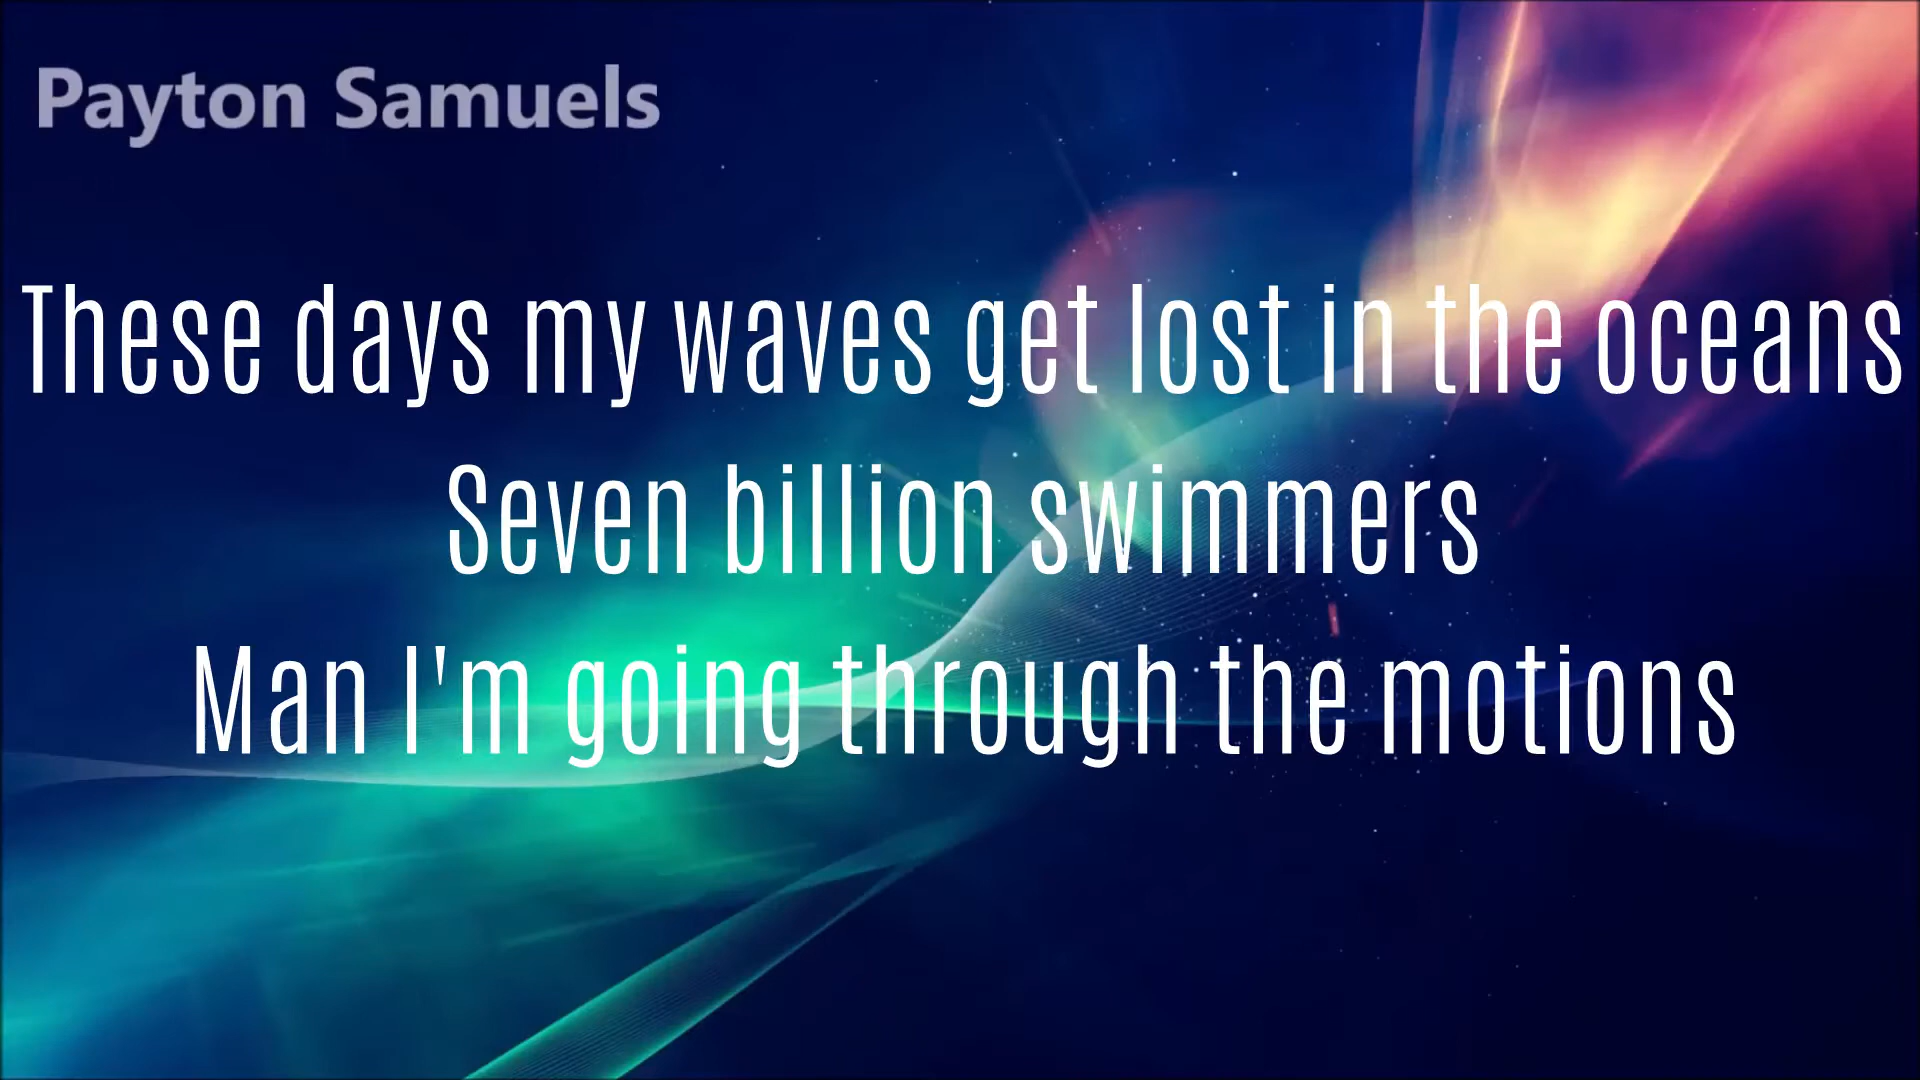 Payton Samuels
These days my waves get lost in the oceans
Seven billion swimmers
Man I'm going through the motions